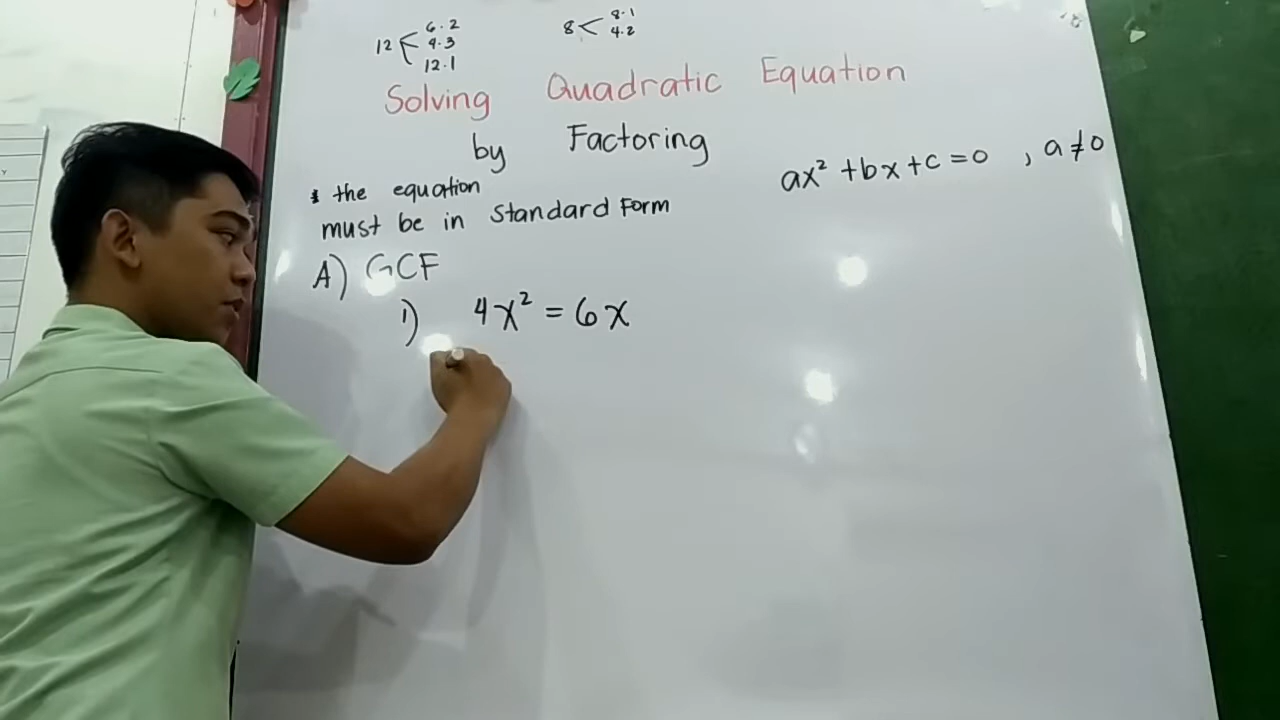 12 < 6·2
4·3
12·1
8 < 8·1
4·2
Solving Quadratic Equation
by Factoring
* the equation
must be in Standard Form
ax² + bx + c = 0 , a ≠ 0
A) GCF
1) 4x² = 6x